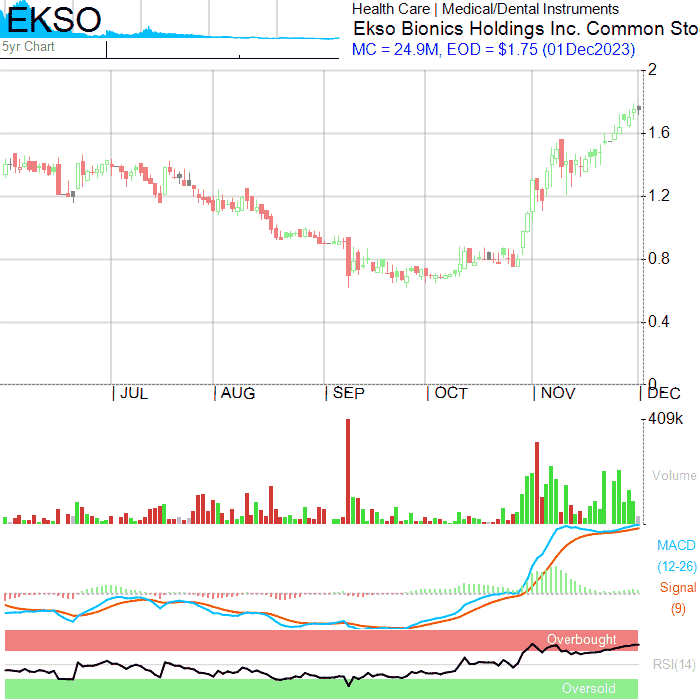 EKSO
5yr Chart
Health Care | Medical/Dental Instruments
Ekso Bionics Holdings Inc. Common Sto
MC = 24.9M, EOD = $1.75 (01Dec2023)
2
1.6
1.2
0.8
0.4
0
JUL AUG SEP OCT NOV DEC
409k
Volume
MACD
(12-26)
Signal
(9)
Overbought
RSI(14)
Oversold